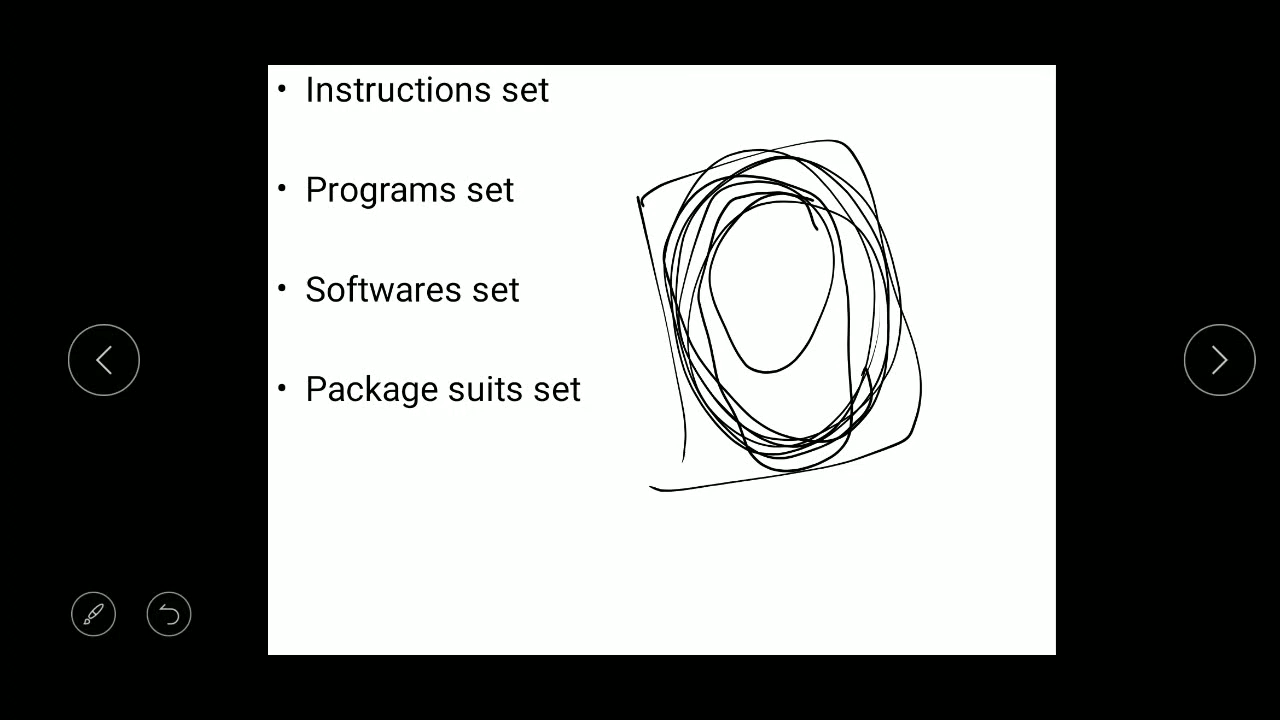 • Instructions set
• Programs set
• Softwares set
• Package suits set